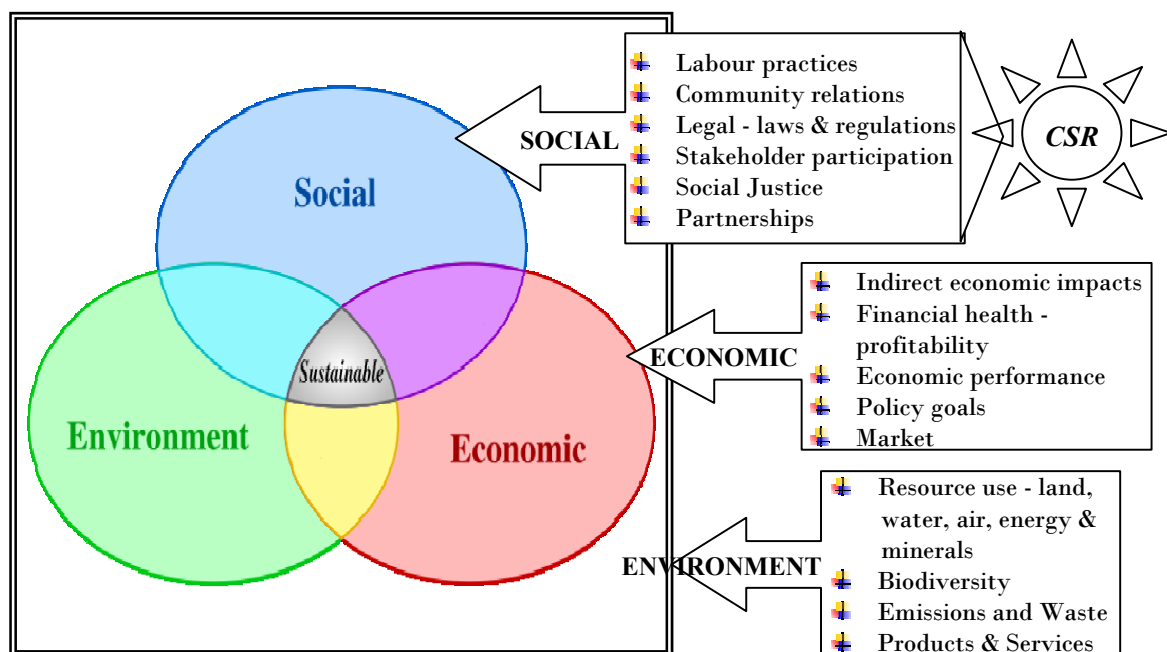 Social
Environment
Economic
Sustainable
SOCIAL
Labour practices
Community relations
Legal - laws & regulations
Stakeholder participation
Social Justice
Partnerships
CSR
ECONOMIC
Indirect economic impacts
Financial health -
profitability
Economic performance
Policy goals
Market
ENVIRONMENT
Resource use - land,
water, air, energy &
minerals
Biodiversity
Emissions and Waste
Products & Services